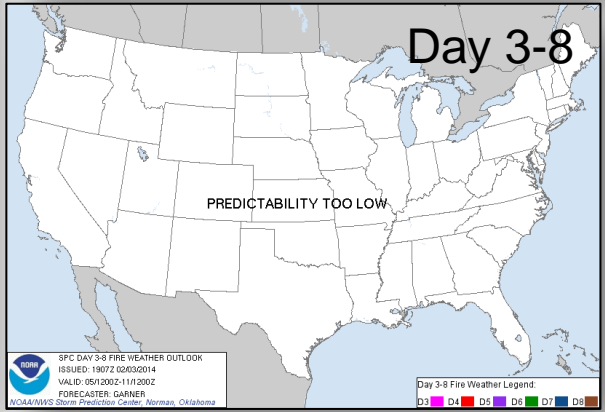 Day 3-8
PREDICTABILITY TOO LOW
NOAA
SPC DAY 3-8 FIRE WEATHER OUTLOOK
ISSUED: 1907Z 02/03/2014
VALID: 05/1200Z-11/1200Z
FORECASTER: GARNER
NOAA/NWS Storm Prediction Center, Norman, Oklahoma
Day 3-8 Fire Weather Legend:
D3 D4 D5 D6 D7 D8